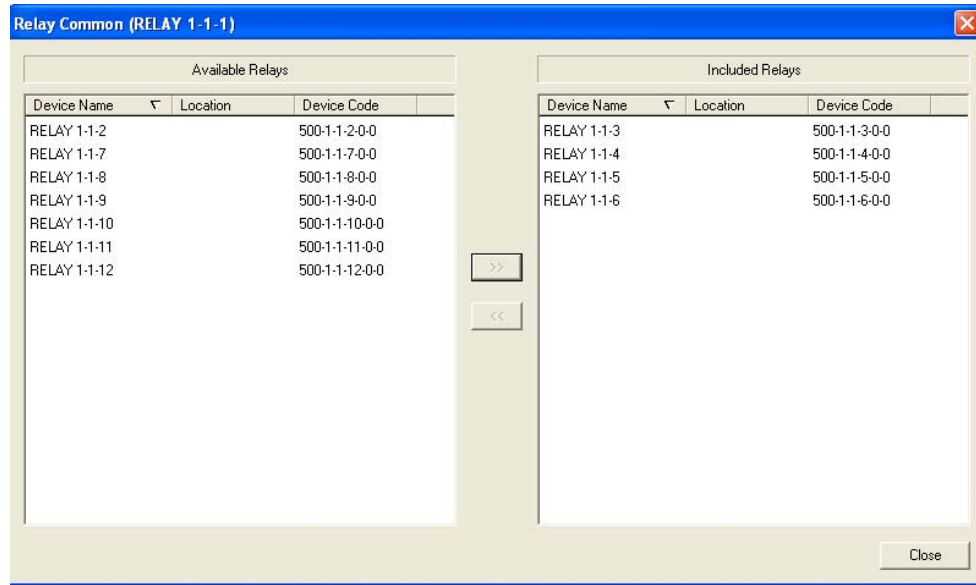 Relay Common (RELAY 1-1-1)
Available Relays
Device Name Location Device Code
RELAY 1-1-2 500-1-1-2-0-0
RELAY 1-1-7 500-1-1-7-0-0
RELAY 1-1-8 500-1-1-8-0-0
RELAY 1-1-9 500-1-1-9-0-0
RELAY 1-1-10 500-1-1-10-0-0
RELAY 1-1-11 500-1-1-11-0-0
RELAY 1-1-12 500-1-1-12-0-0
>>
<<
Included Relays
Device Name Location Device Code
RELAY 1-1-3 500-1-1-3-0-0
RELAY 1-1-4 500-1-1-4-0-0
RELAY 1-1-5 500-1-1-5-0-0
RELAY 1-1-6 500-1-1-6-0-0
Close